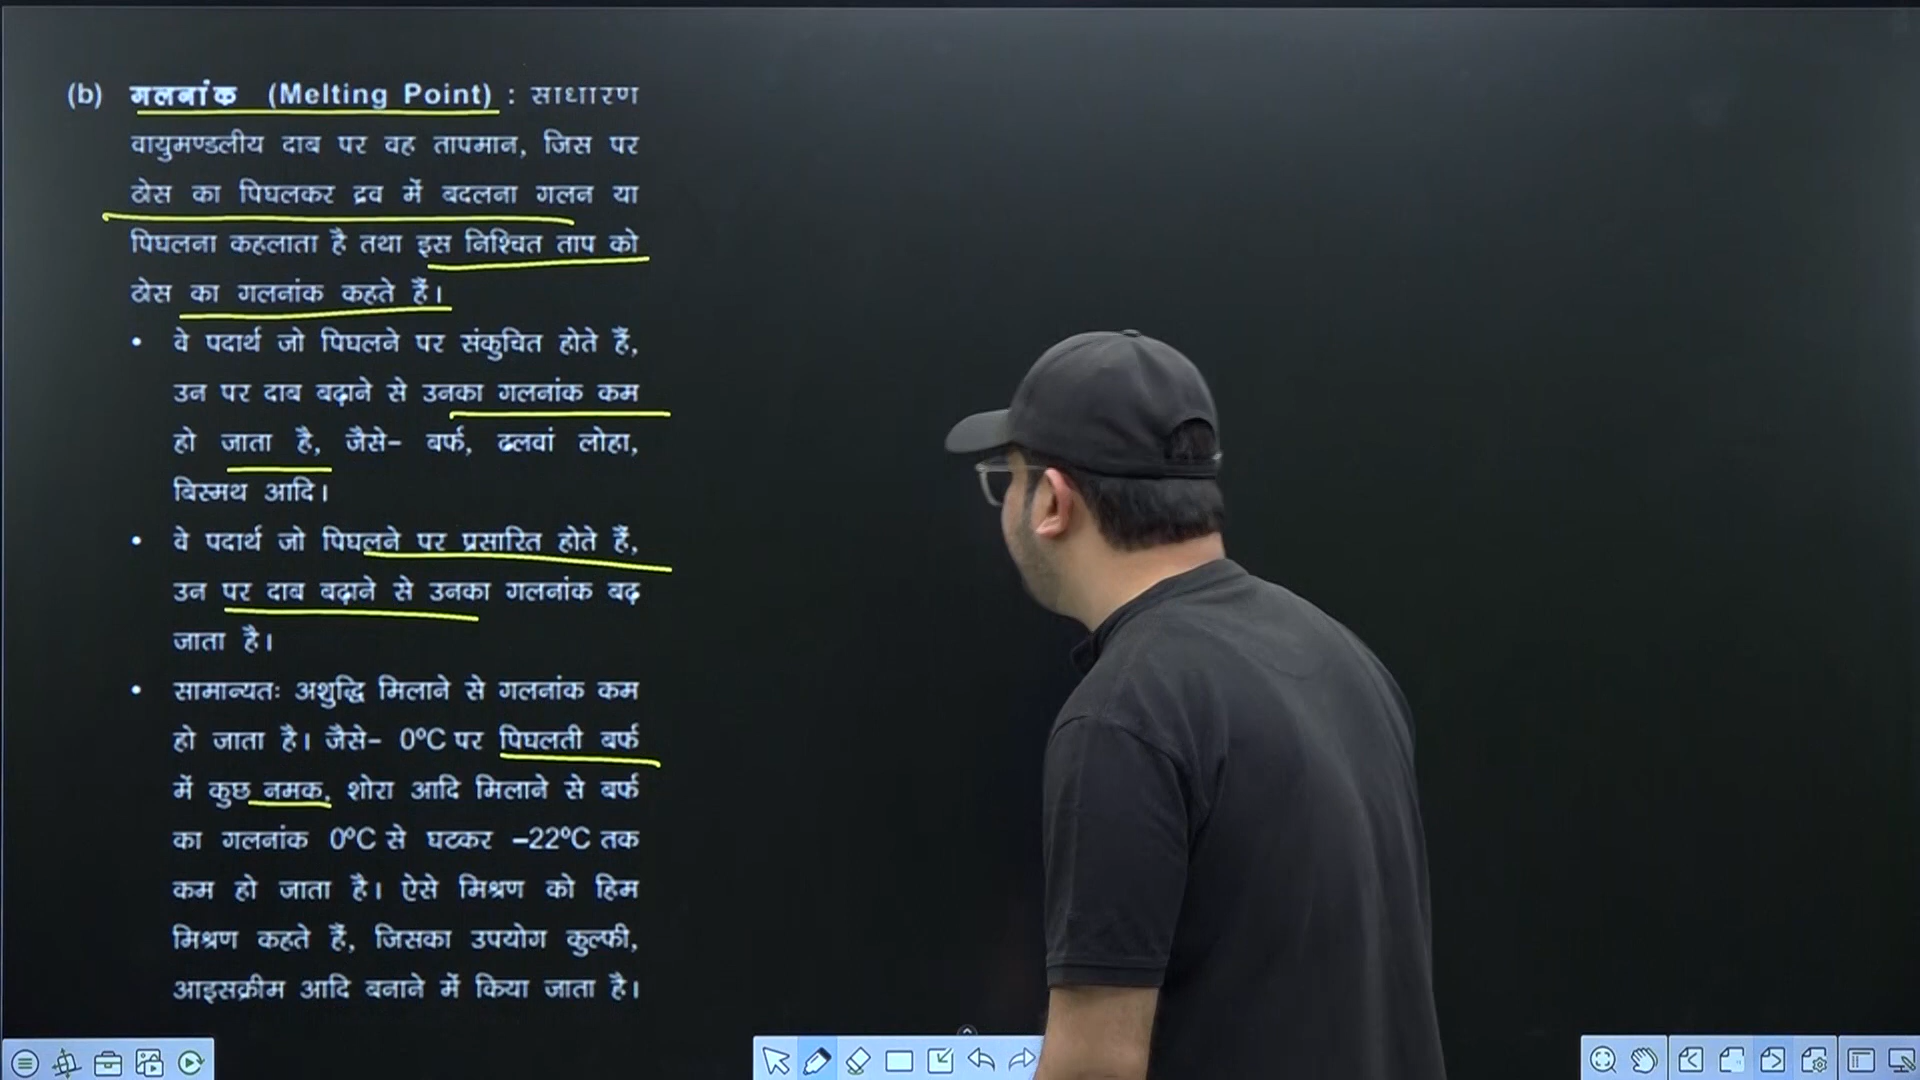 (b) गलनांक (Melting Point) : साधारण
वायुमण्डलीय दाब पर वह तापमान, जिस पर
ठोस का पिघलकर द्रव में बदलना गलन या
पिघलना कहलाता है तथा इस निश्चित ताप को
ठोस का गलनांक कहते हैं।
• वे पदार्थ जो पिघलने पर संकुचित होते हैं,
उन पर दाब बढ़ाने से उनका गलनांक कम
हो जाता है, जैसे– बर्फ, ढलवां लोहा,
बिस्मथ आदि।
• वे पदार्थ जो पिघलने पर प्रसारित होते हैं,
उन पर दाब बढ़ाने से उनका गलनांक बढ़
जाता है।
• सामान्यतः अशुद्धि मिलाने से गलनांक कम
हो जाता है। जैसे– 0ºC पर पिघलती बर्फ
में कुछ नमक, शोरा आदि मिलाने से बर्फ
का गलनांक 0ºC से घटकर –22ºC तक
कम हो जाता है। ऐसे मिश्रण को हिम
मिश्रण कहते हैं, जिसका उपयोग कुल्फी,
आइसक्रीम आदि बनाने में किया जाता है।